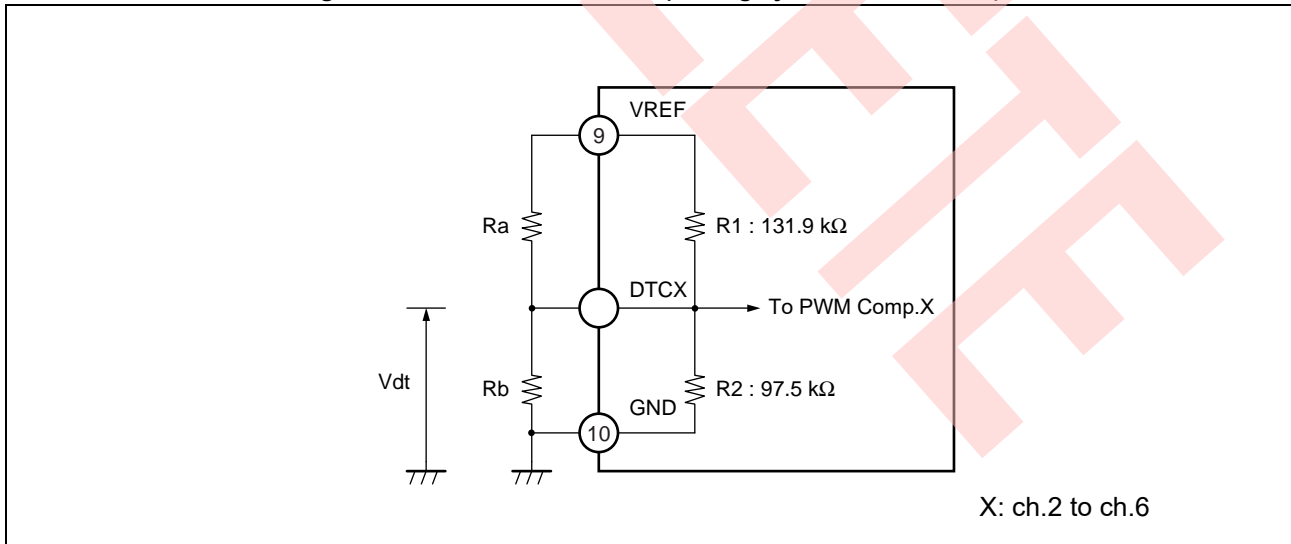 VREF
9
Ra
R1 : 131.9 kΩ
DTCX
To PWM Comp.X
Vdt
Rb
R2 : 97.5 kΩ
GND
10
X: ch.2 to ch.6